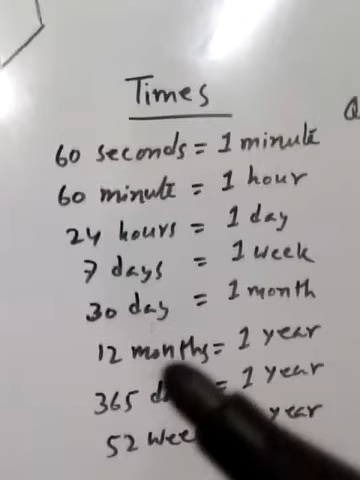 Times
60 seconds = 1 minute
60 minute = 1 hour
24 hours = 1 day
7 days = 1 week
30 day = 1 month
12 months = 1 year
365 = 1 year
52 year